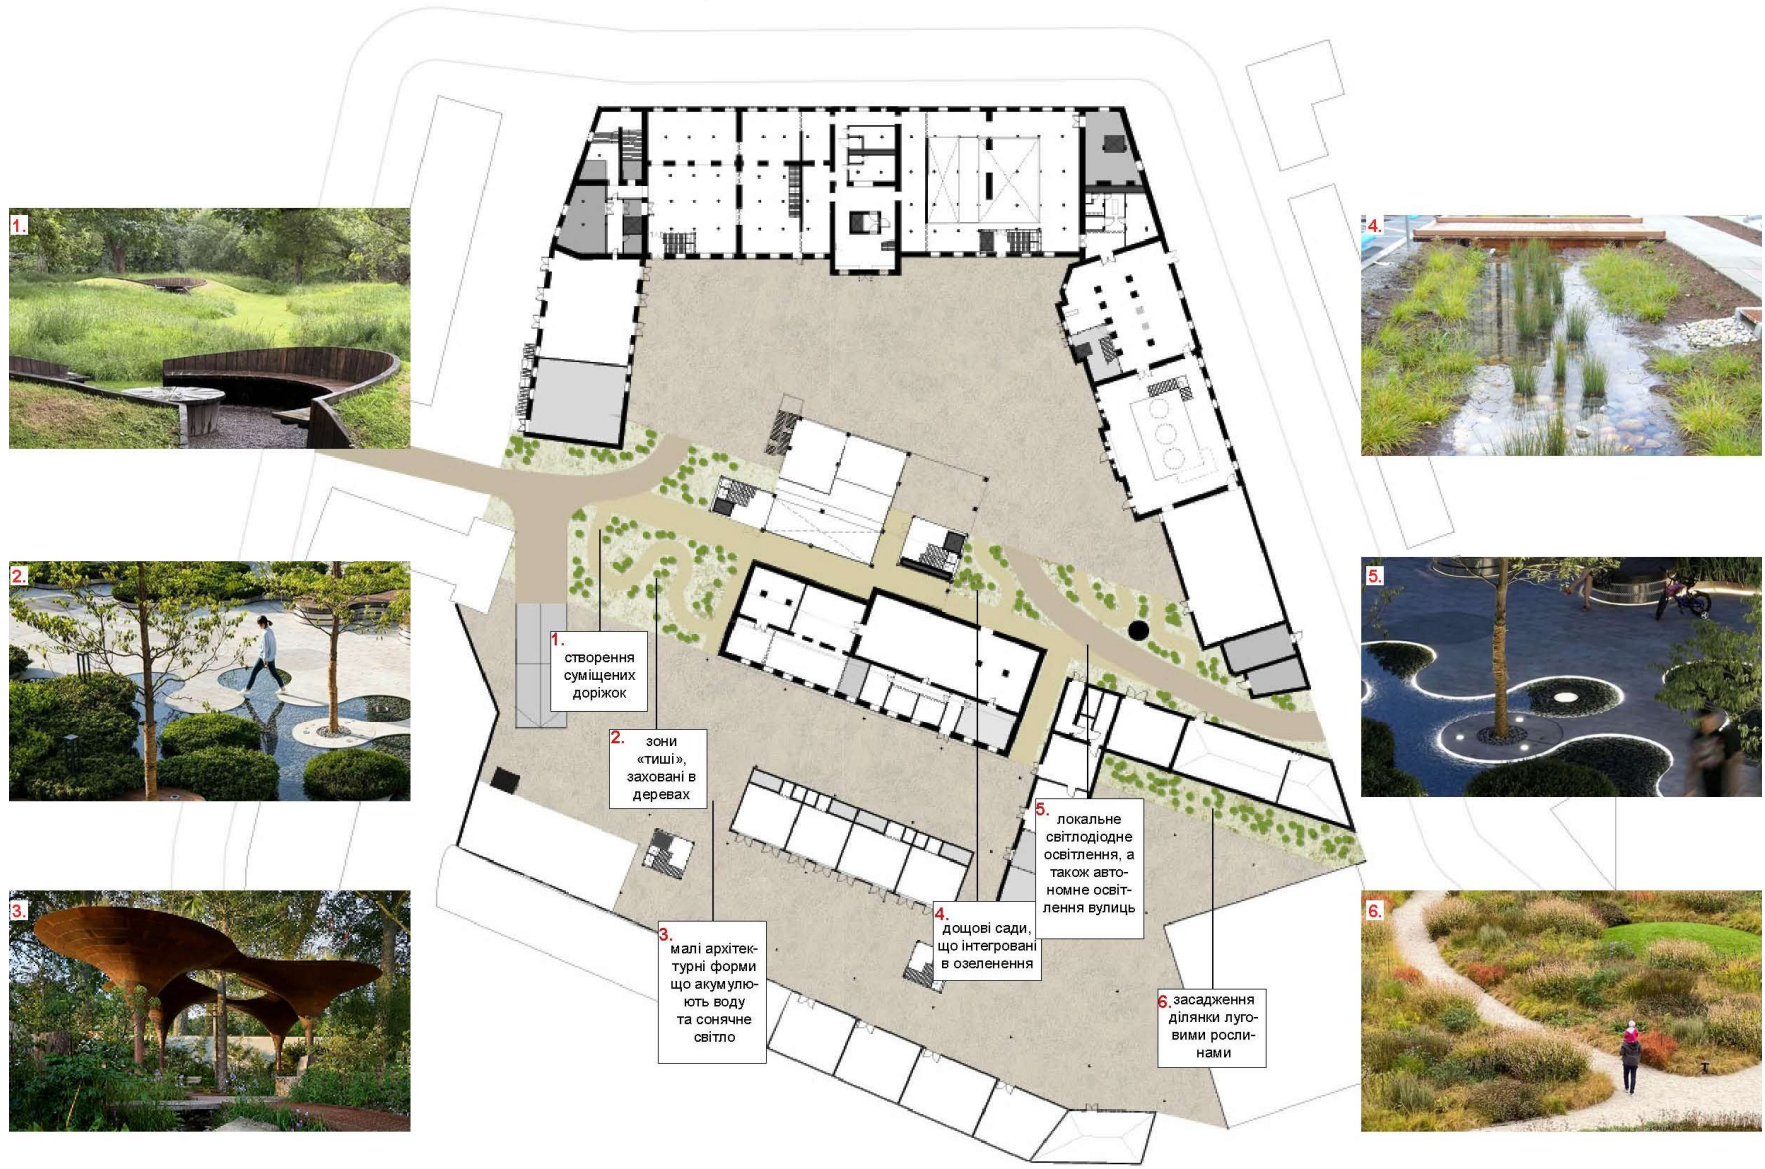 1.
2.
3.
4.
5.
6.
1.
створення
суміщених
доріжок
2.
зони
«тиші»,
заховані в
деревах
3.
малі архітек-
турні форми
що акумулю-
ють воду
та сонячне
світло
4.
дощові сади,
що інтегровані
в озеленення
5.
локальне
світлодіодне
освітлення, а
також авто-
номне освіт-
лення вулиць
6. засадження
ділянки луго-
вими росли-
нами